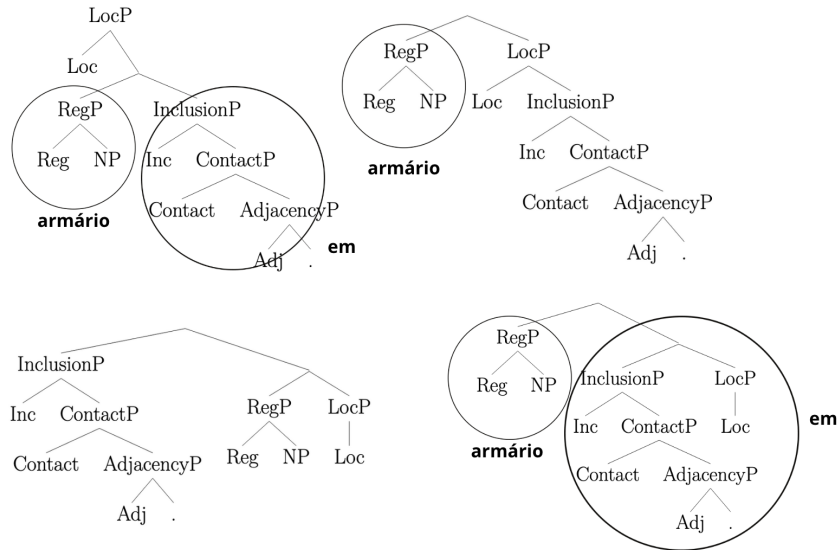 LocP
Loc
RegP InclusionP
Reg NP Inc ContactP
armário
Contact AdjacencyP
Adj .
em
RegP LocP
Reg NP Loc InclusionP
armário
Inc ContactP
Contact AdjacencyP
Adj .
InclusionP
Inc ContactP RegP LocP
Contact AdjacencyP Reg NP Loc
Adj .
RegP
Reg NP InclusionP LocP
armário
Inc ContactP Loc
em
Contact AdjacencyP
Adj .